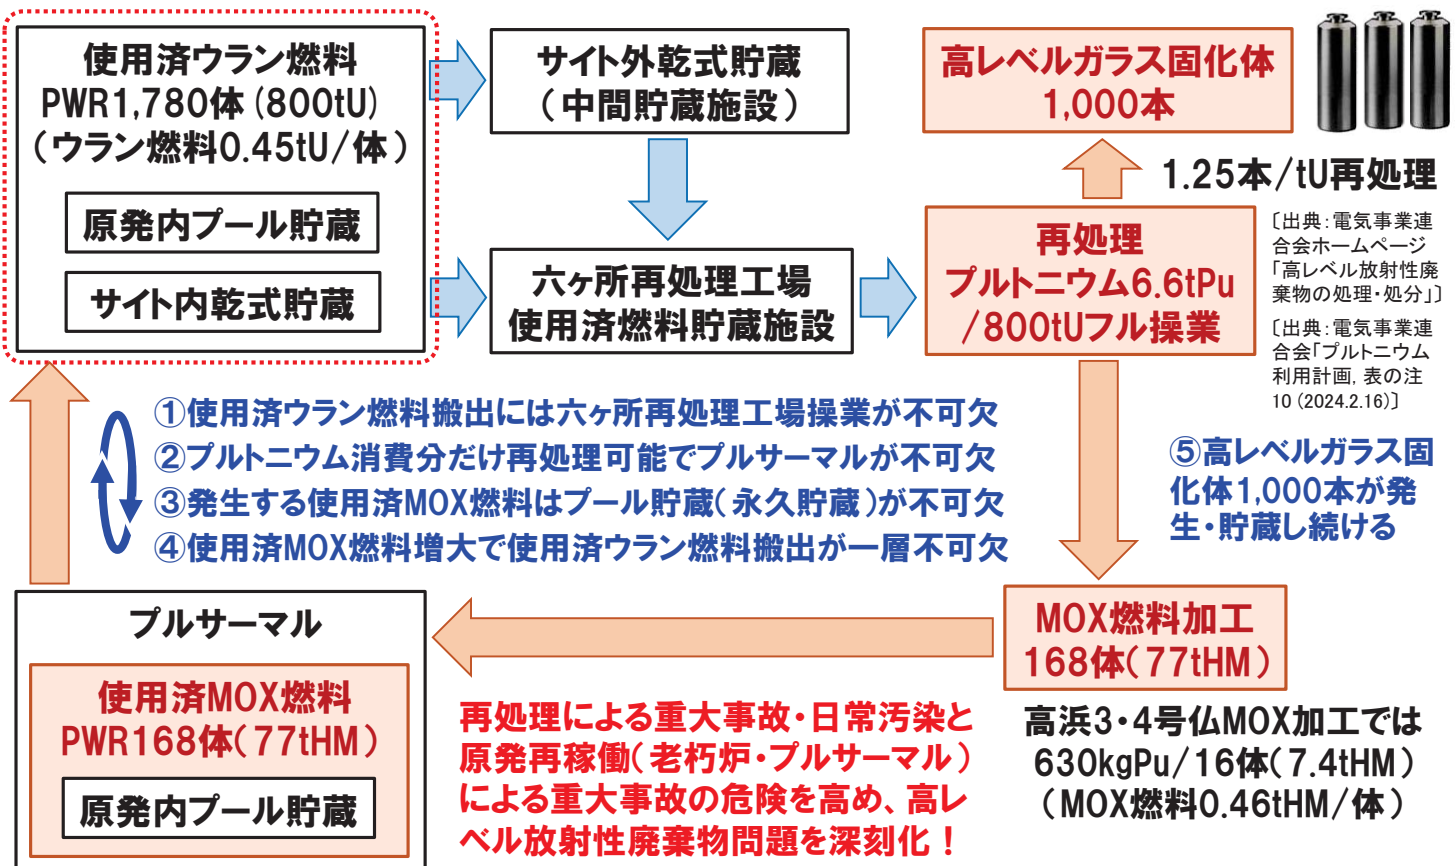 使用済ウラン燃料
PWR1,780体(800tU)
(ウラン燃料0.45tU/体)
原発内プール貯蔵
サイト内乾式貯蔵
サイト外乾式貯蔵
(中間貯蔵施設)
六ヶ所再処理工場
使用済燃料貯蔵施設
高レベルガラス固化体
1,000本
1.25本/tU再処理
再処理
プルトニウム6.6tPu
/800tUフル操業
〔出典:電気事業連
合会ホームページ
「高レベル放射性廃
棄物の処理・処分」〕
〔出典:電気事業連
合会「プルトニウム
利用計画, 表の注
10(2024.2.16)〕
①使用済ウラン燃料搬出には六ヶ所再処理工場操業が不可欠
②プルトニウム消費分だけ再処理可能でプルサーマルが不可欠
③発生する使用済MOX燃料はプール貯蔵(永久貯蔵)が不可欠
④使用済MOX燃料増大で使用済ウラン燃料搬出が一層不可欠
⑤高レベルガラス固
化体1,000本が発
生・貯蔵し続ける
プルサーマル
使用済MOX燃料
PWR168体(77tHM)
原発内プール貯蔵
MOX燃料加工
168体(77tHM)
高浜3・4号仏MOX加工では
630kgPu/16体(7.4tHM)
(MOX燃料0.46tHM/体)
再処理による重大事故・日常汚染と
原発再稼働(老朽炉・プルサーマル)
による重大事故の危険を高め、高レ
ベル放射性廃棄物問題を深刻化!